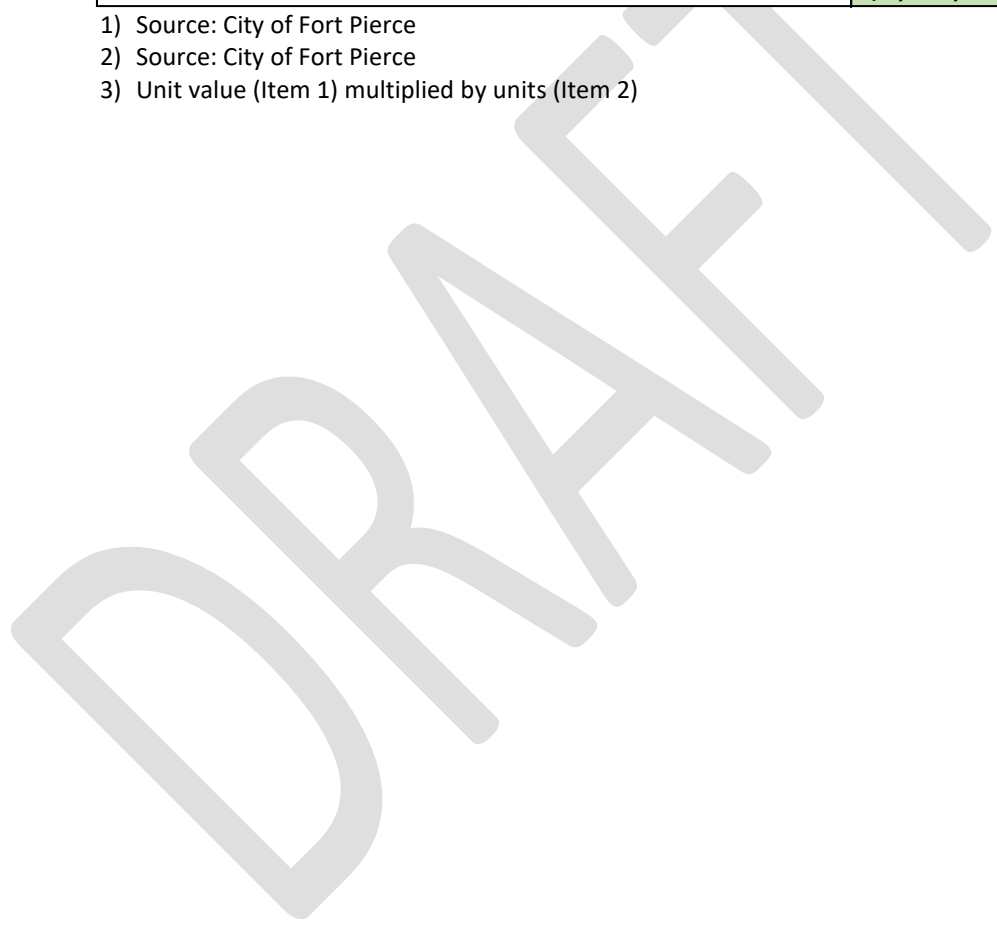 1) Source: City of Fort Pierce
2) Source: City of Fort Pierce
3) Unit value (Item 1) multiplied by units (Item 2)
DRAFT